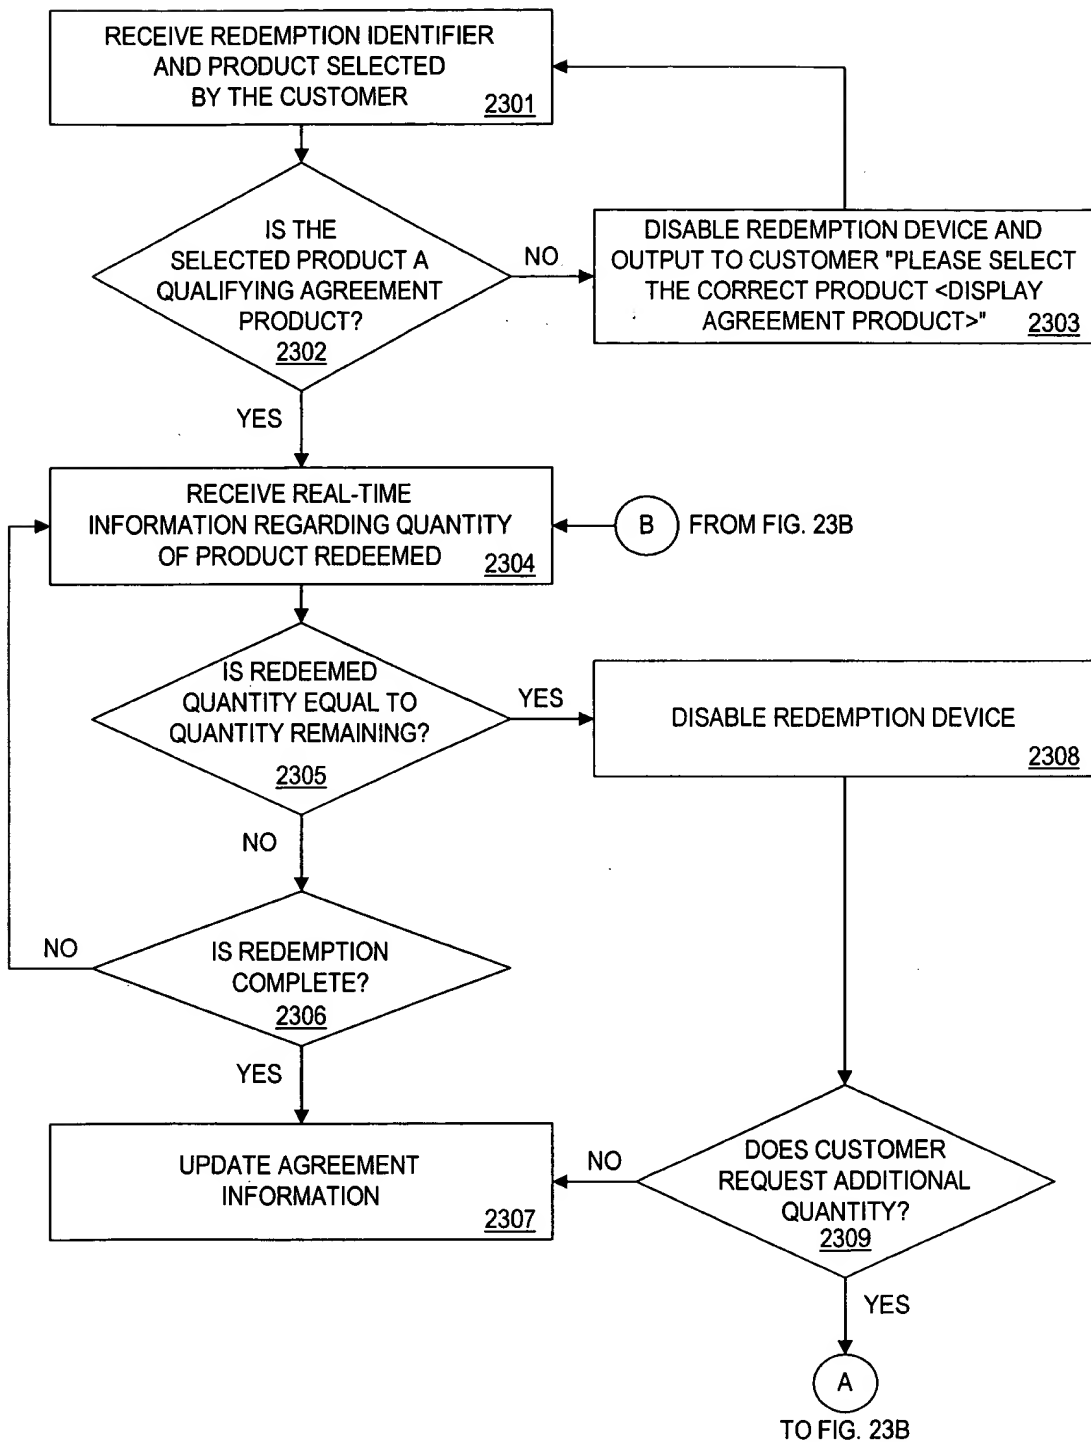 RECEIVE REDEMPTION IDENTIFIER
AND PRODUCT SELECTED
BY THE CUSTOMER
2301
IS THE
SELECTED PRODUCT A
QUALIFYING AGREEMENT
PRODUCT?
2302
NO
DISABLE REDEMPTION DEVICE AND
OUTPUT TO CUSTOMER "PLEASE SELECT
THE CORRECT PRODUCT <DISPLAY
AGREEMENT PRODUCT>"
2303
YES
RECEIVE REAL-TIME
INFORMATION REGARDING QUANTITY
OF PRODUCT REDEEMED
2304
B
FROM FIG. 23B
IS REDEEMED
QUANTITY EQUAL TO
QUANTITY REMAINING?
2305
YES
DISABLE REDEMPTION DEVICE
2308
NO
IS REDEMPTION
COMPLETE?
2306
NO
YES
UPDATE AGREEMENT
INFORMATION
2307
NO
DOES CUSTOMER
REQUEST ADDITIONAL
QUANTITY?
2309
YES
A
TO FIG. 23B